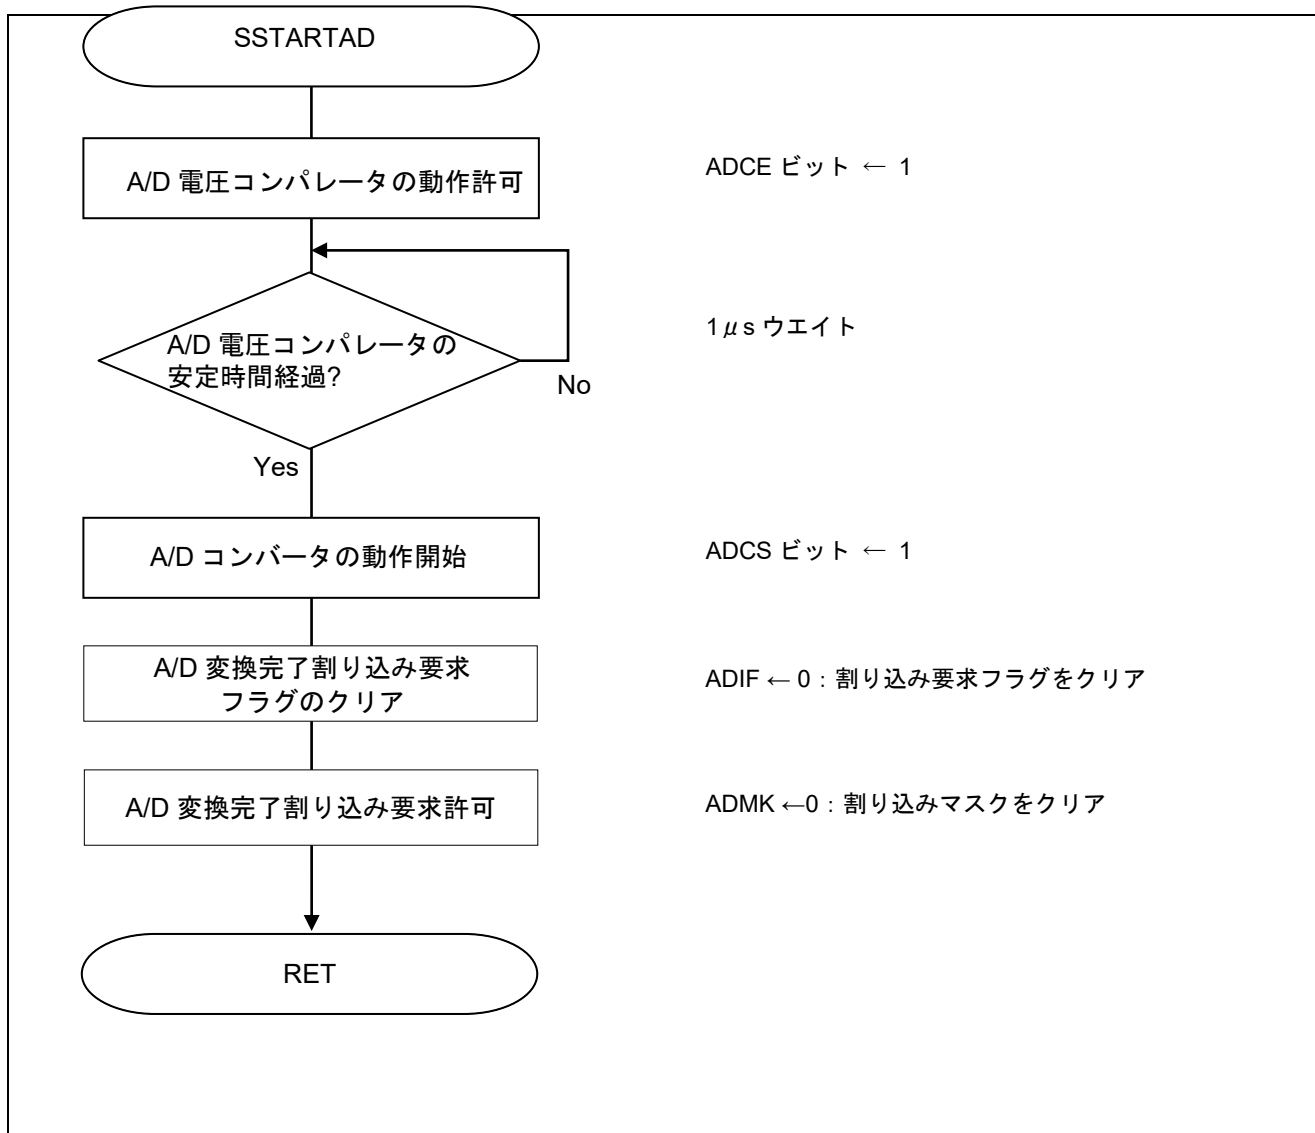 SSTARTAD
A/D 電圧コンパレータの動作許可
ADCE ビット ← 1
A/D 電圧コンパレータの
安定時間経過?
1μs ウエイト
No
Yes
A/D コンバータの動作開始
ADCS ビット ← 1
A/D 変換完了割り込み要求
フラグのクリア
ADIF ← 0：割り込み要求フラグをクリア
A/D 変換完了割り込み要求許可
ADMK ←0：割り込みマスクをクリア
RET